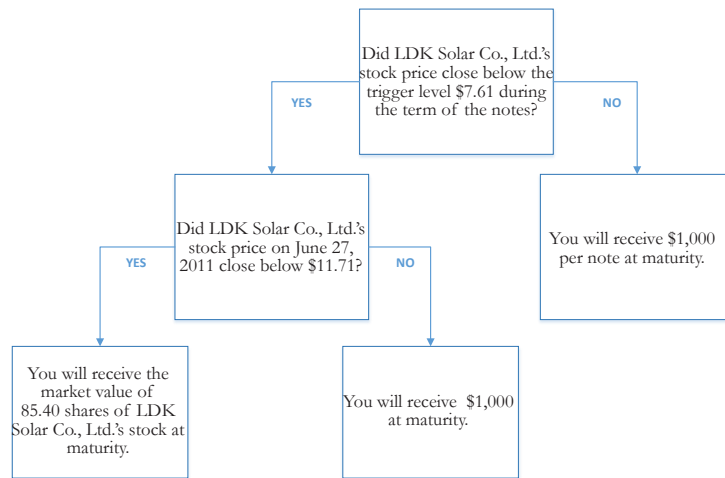 Did LDK Solar Co., Ltd.'s
stock price close below the
trigger level $7.61 during
the term of the notes?
YES
NO
Did LDK Solar Co., Ltd.'s
stock price on June 27,
2011 close below $11.71?
You will receive $1,000
per note at maturity.
YES
NO
You will receive the
market value of
85.40 shares of LDK
Solar Co., Ltd.'s stock at
maturity.
You will receive $1,000
at maturity.